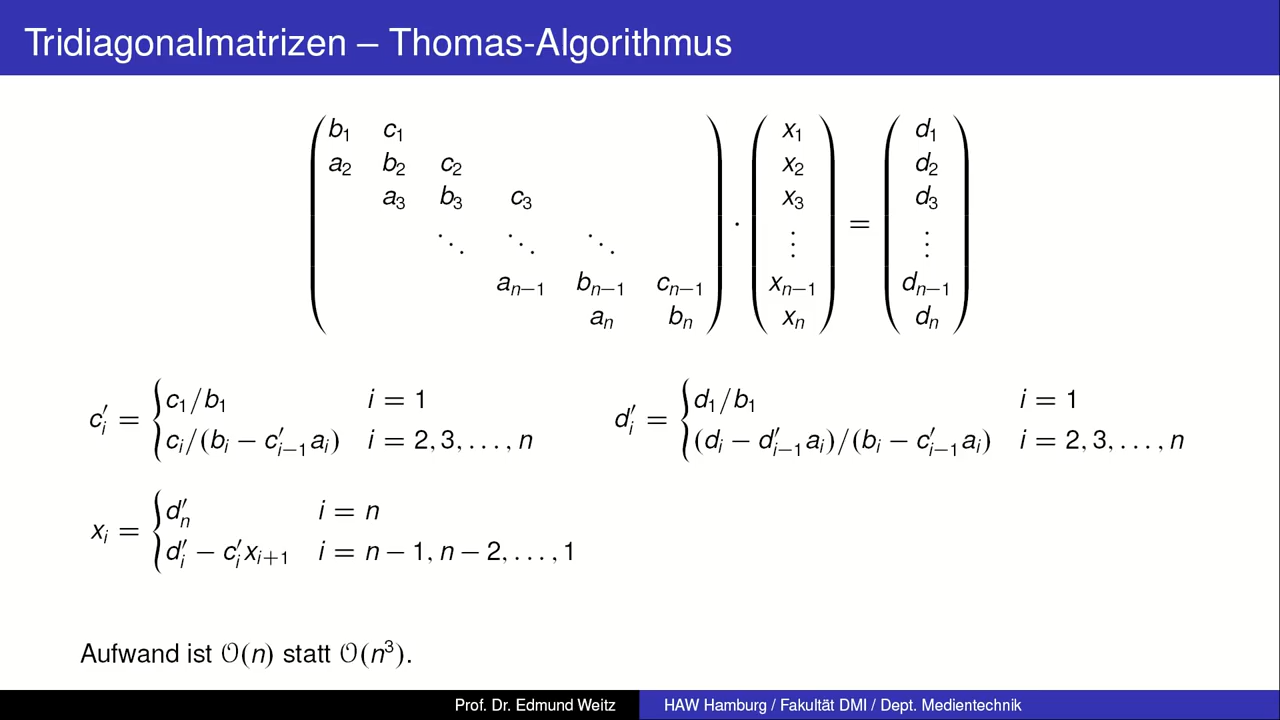 Tridiagonalmatrizen – Thomas-Algorithmus
b₁ c₁ x₁ d₁
a₂ b₂ c₂ x₂ d₂
a₃ b₃ c₃ x₃ d₃
⋱ ⋱ ⋱ · ⋮ = ⋮
aₙ₋₁ bₙ₋₁ cₙ₋₁ xₙ₋₁ dₙ₋₁
aₙ bₙ xₙ dₙ
c′ᵢ = { c₁/b₁ i = 1
cᵢ/(bᵢ − c′ᵢ₋₁aᵢ) i = 2, 3, . . . , n
d′ᵢ = { d₁/b₁ i = 1
(dᵢ − d′ᵢ₋₁aᵢ)/(bᵢ − c′ᵢ₋₁aᵢ) i = 2, 3, . . . , n
xᵢ = { d′ₙ i = n
d′ᵢ − c′ᵢxᵢ₊₁ i = n − 1, n − 2, . . . , 1
Aufwand ist O(n) statt O(n³).
Prof. Dr. Edmund Weitz HAW Hamburg / Fakultät DMI / Dept. Medientechnik